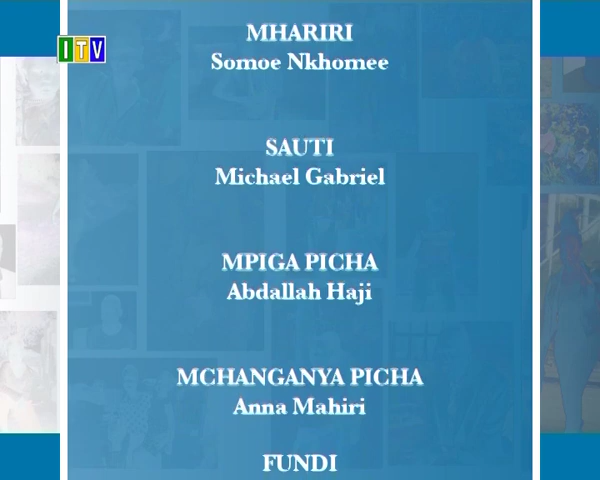 ITV
MHARIRI
Somoe Nkhomee
SAUTI
Michael Gabriel
MPIGA PICHA
Abdallah Haji
MCHANGANYA PICHA
Anna Mahiri
FUNDI